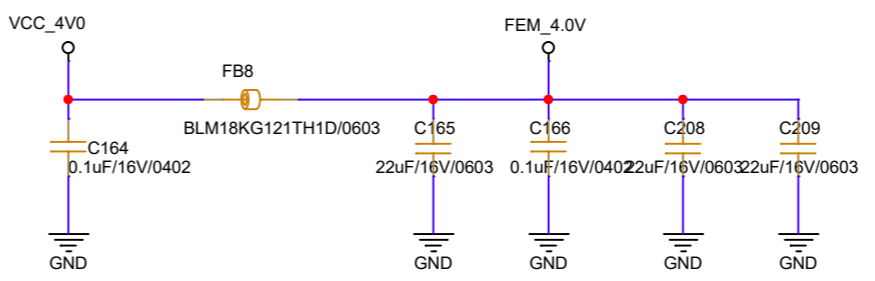 VCC_4V0
FEM_4.0V
FB8
BLM18KG121TH1D/0603
C164
0.1uF/16V/0402
C165
22uF/16V/0603
C166
0.1uF/16V/0402
C208
22uF/16V/0603
C209
22uF/16V/0603
GND
GND
GND
GND
GND